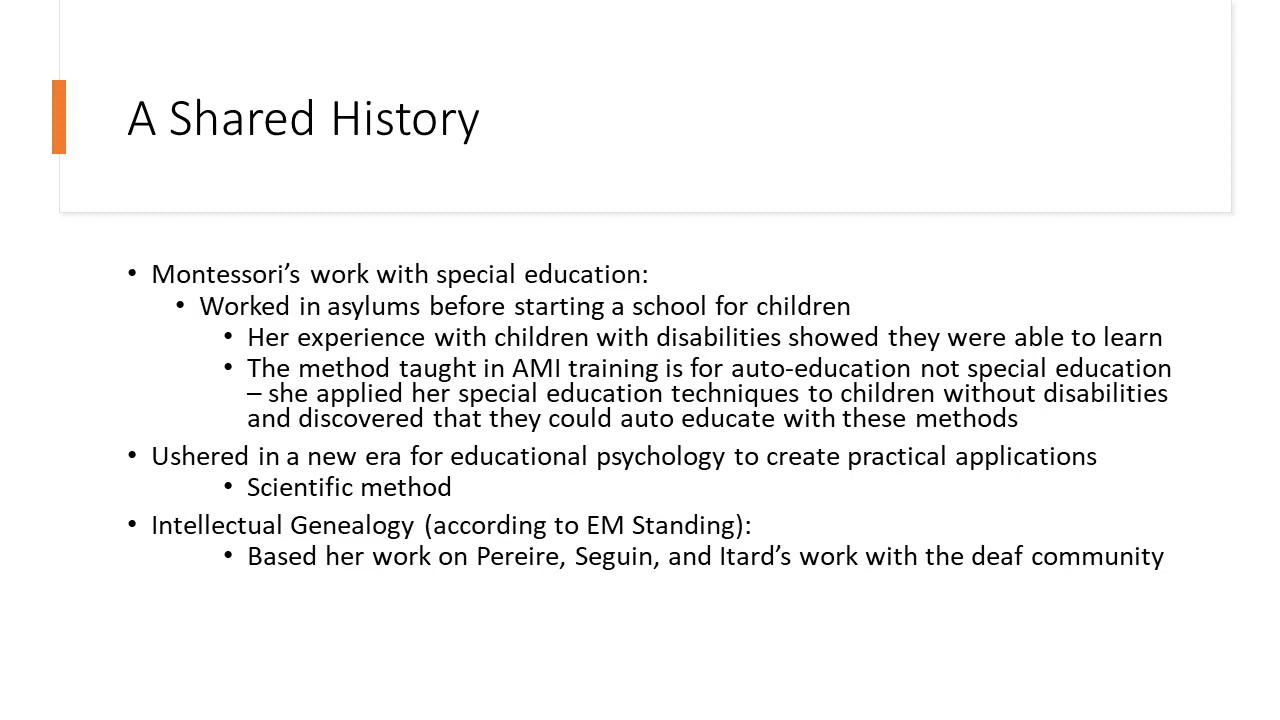 A Shared History
• Montessori’s work with special education:
• Worked in asylums before starting a school for children
• Her experience with children with disabilities showed they were able to learn
• The method taught in AMI training is for auto-education not special education
– she applied her special education techniques to children without disabilities
and discovered that they could auto educate with these methods
• Ushered in a new era for educational psychology to create practical applications
• Scientific method
• Intellectual Genealogy (according to EM Standing):
• Based her work on Pereire, Seguin, and Itard’s work with the deaf community